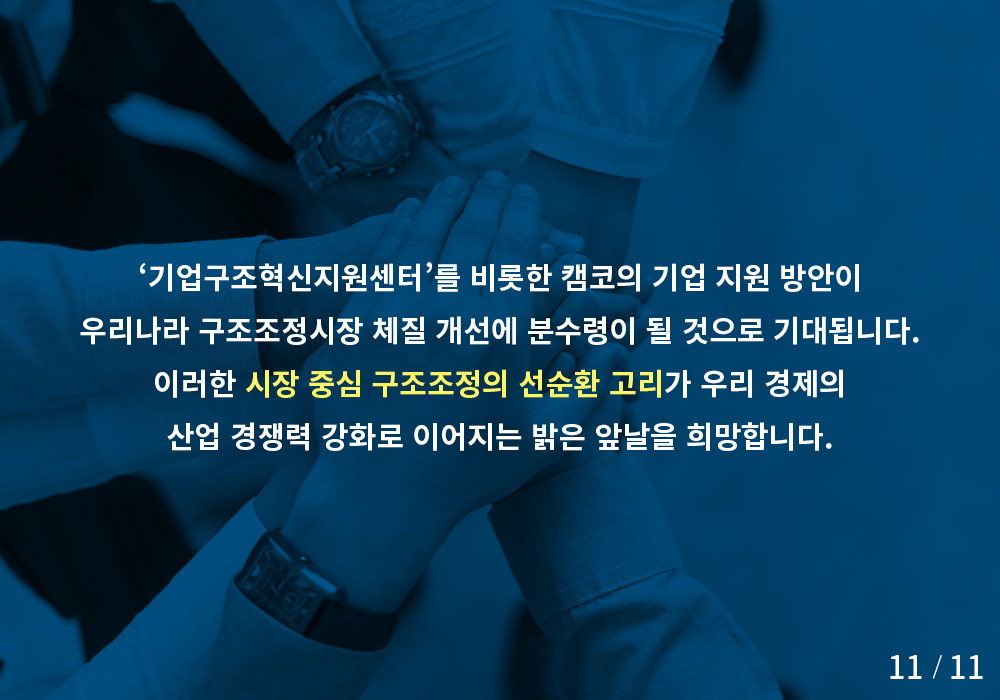 ‘기업구조혁신지원센터’를 비롯한 캠코의 기업 지원 방안이
우리나라 구조조정시장 체질 개선에 분수령이 될 것으로 기대됩니다.
이러한 시장 중심 구조조정의 선순환 고리가 우리 경제의
산업 경쟁력 강화로 이어지는 밝은 앞날을 희망합니다.
11 / 11